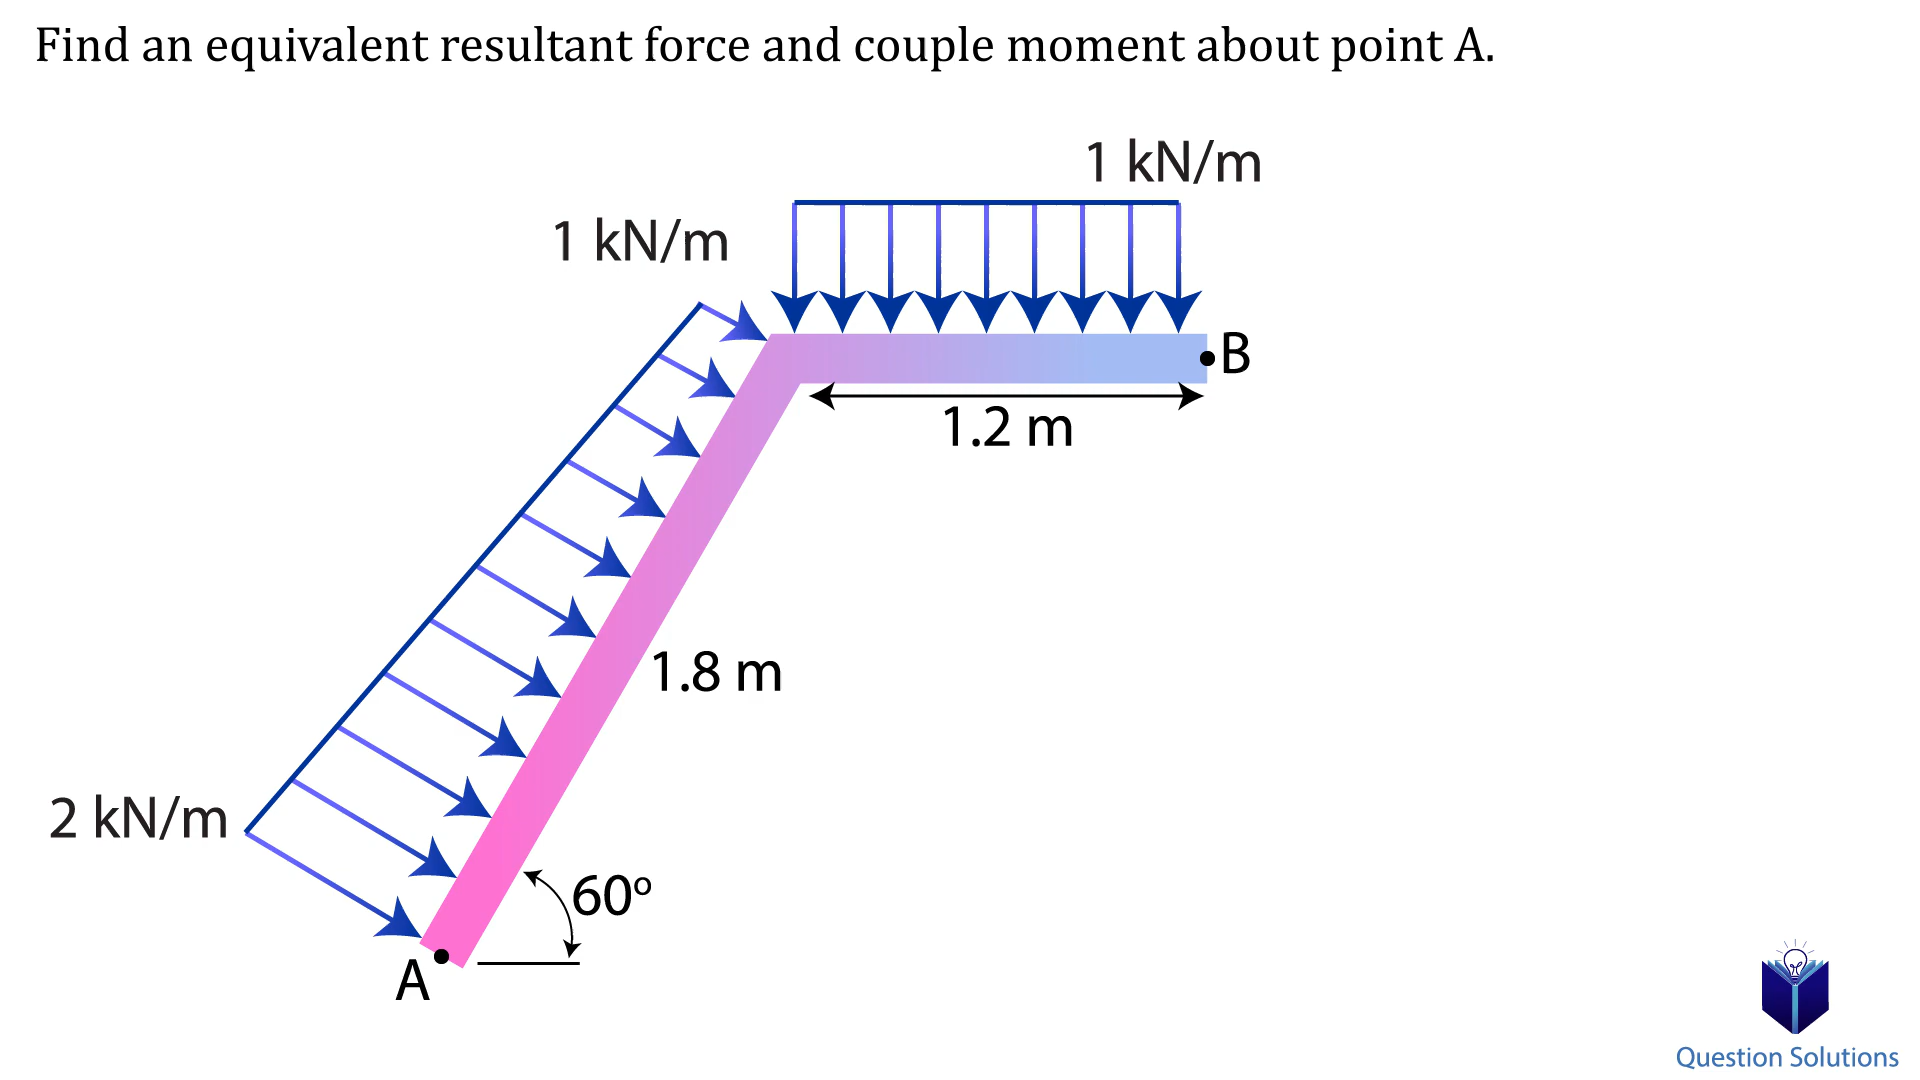 Find an equivalent resultant force and couple moment about point A.
1 kN/m
1 kN/m
B
1.2 m
1.8 m
2 kN/m
60º
A
Question Solutions